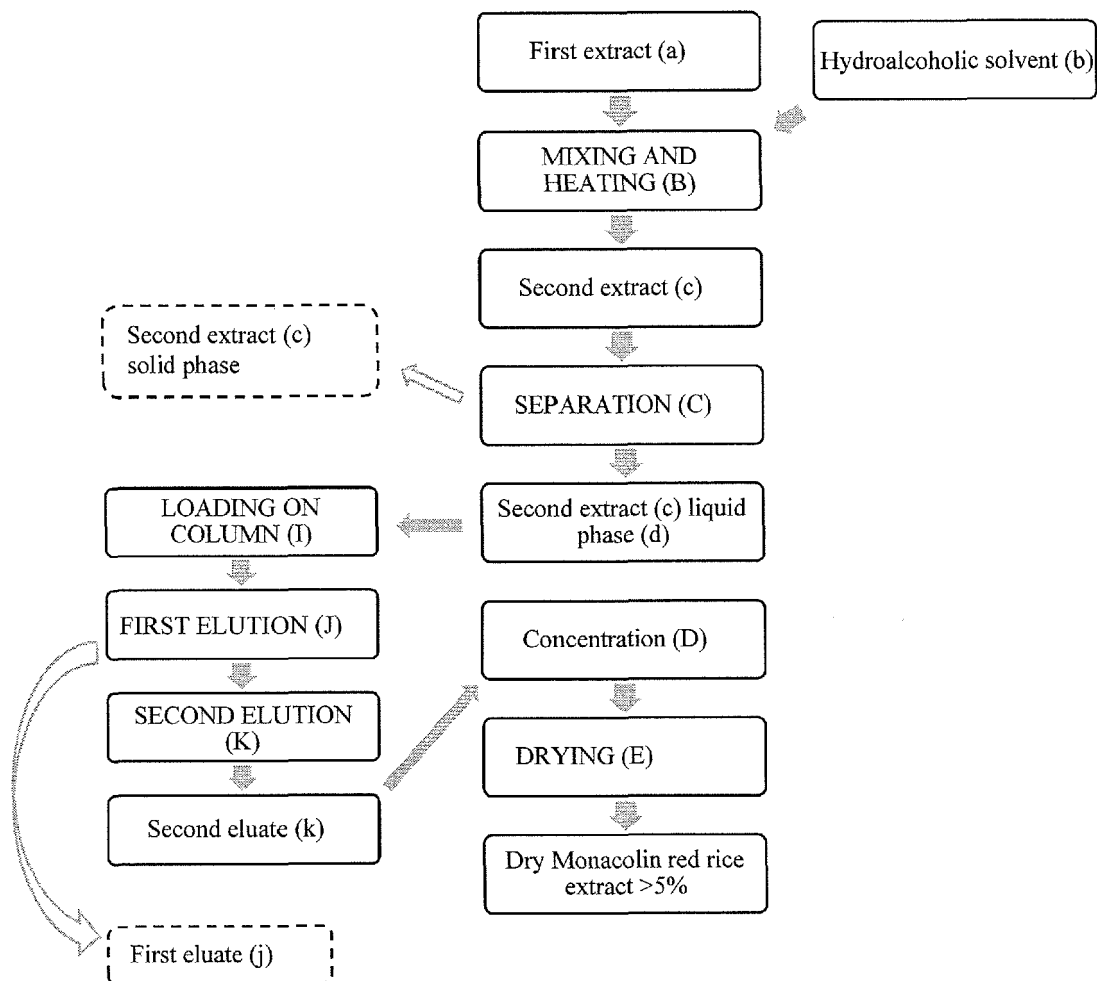 First extract (a)
Hydroalcoholic solvent (b)
MIXING AND
HEATING (B)
Second extract (c)
Second extract (c)
solid phase
SEPARATION (C)
Second extract (c) liquid
phase (d)
LOADING ON
COLUMN (I)
FIRST ELUTION (J)
SECOND ELUTION
(K)
Second eluate (k)
First eluate (j)
Concentration (D)
DRYING (E)
Dry Monacolin red rice
extract >5%